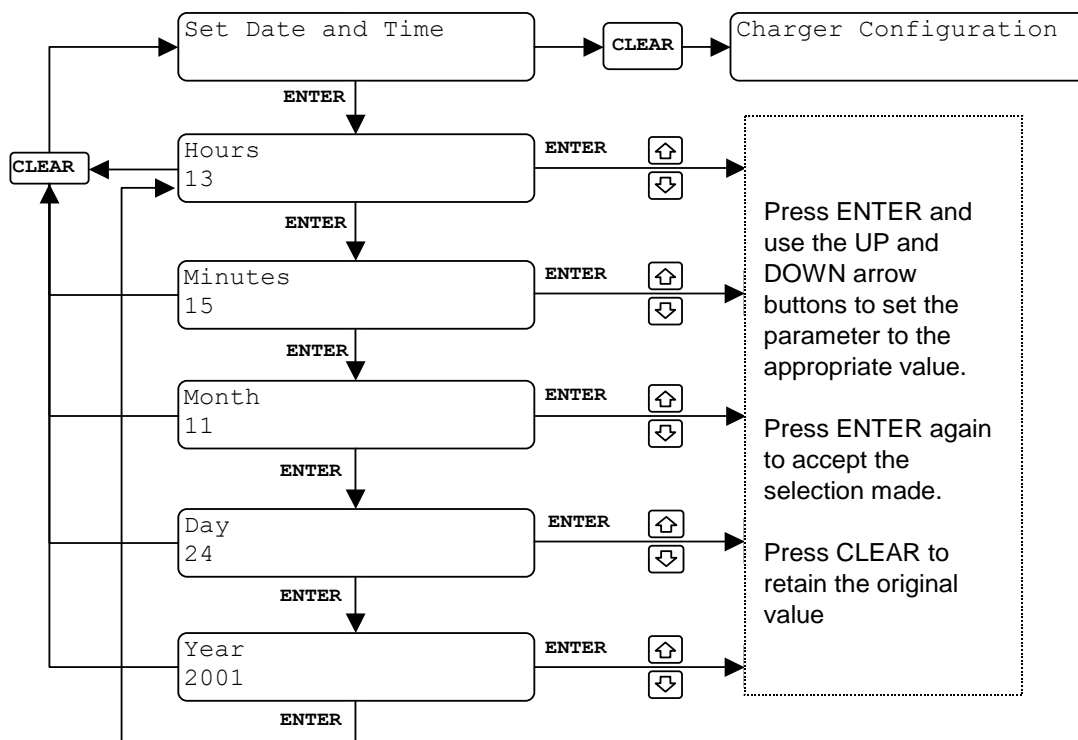 Set Date and Time
CLEAR
Charger Configuration
ENTER
CLEAR
Hours
13
ENTER
ENTER
Minutes
15
ENTER
ENTER
Month
11
ENTER
ENTER
Day
24
ENTER
ENTER
Year
2001
ENTER
ENTER
Press ENTER and
use the UP and
DOWN arrow
buttons to set the
parameter to the
appropriate value.
Press ENTER again
to accept the
selection made.
Press CLEAR to
retain the original
value